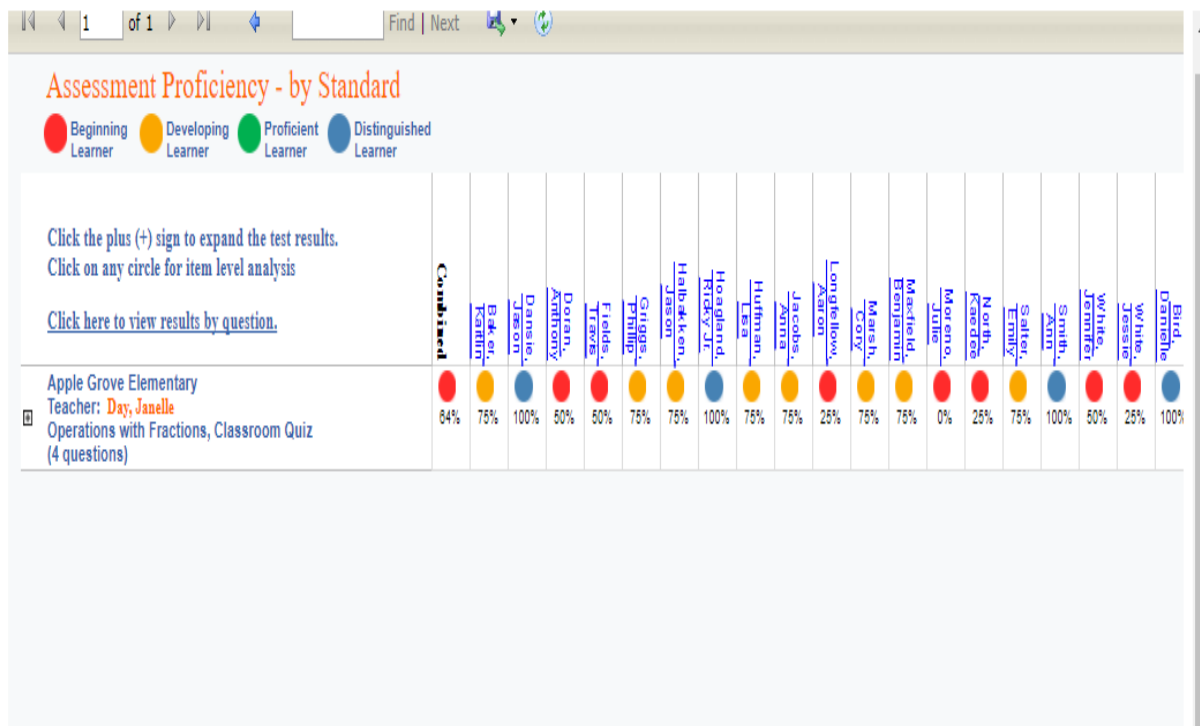 1 of 1 Find | Next
Assessment Proficiency - by Standard
Beginning
Learner
Developing
Learner
Proficient
Learner
Distinguished
Learner
Click the plus (+) sign to expand the test results.
Click on any circle for item level analysis
Click here to view results by question.
Combined
Baker,
Kaitlin
Dansie,
Jason
Doran,
Anthony
Fields,
Travis
Griggs,
Phillip
Halbakken,
Jason
Hoagland,
Ricky Jr.
Huffman,
Lisa
Jacobs,
Anna
Longfellow,
Aaron
Marsh,
Cory
Maxfield,
Benjamin
Moreno,
Julie
North,
Kaedee
Salter,
Emily
Smith,
Ann
White,
Jennifer
White,
Jessie
Bird,
Danielle
Apple Grove Elementary
Teacher: Day, Janelle
Operations with Fractions, Classroom Quiz
(4 questions)
64% 75% 100% 50% 50% 75% 75% 100% 75% 75% 25% 75% 75% 0% 25% 75% 100% 50% 25% 100%